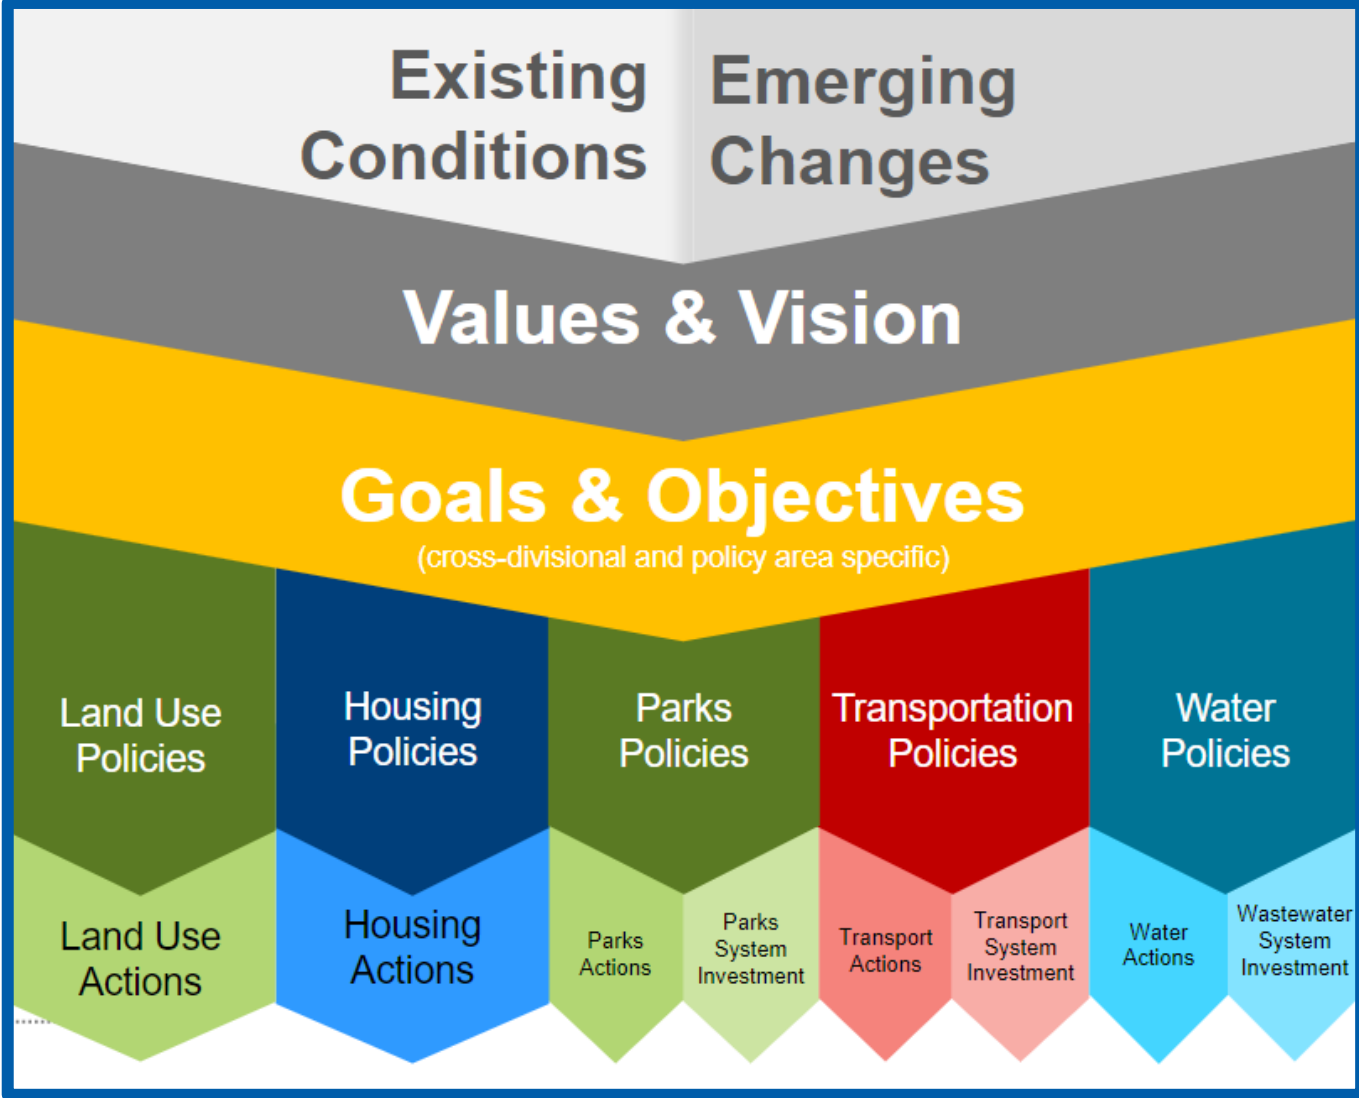 Existing
Conditions
Emerging
Changes
Values & Vision
Goals & Objectives
(cross-divisional and policy area specific)
Land Use
Policies
Housing
Policies
Parks
Policies
Transportation
Policies
Water
Policies
Land Use
Actions
Housing
Actions
Parks
Actions
Parks
System
Investment
Transport
Actions
Transport
System
Investment
Water
Actions
Wastewater
System
Investment